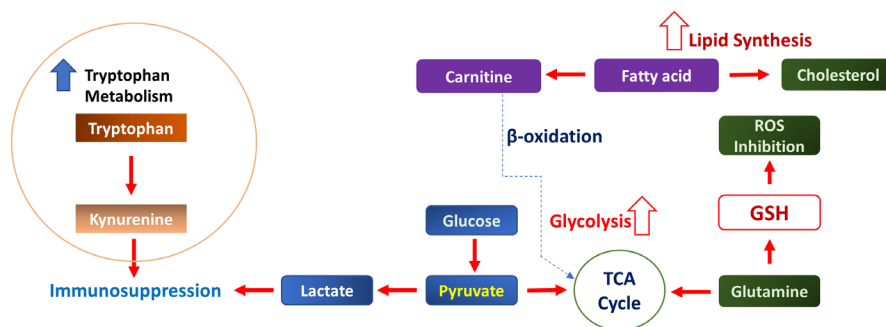 Tryptophan
Metabolism
Tryptophan
Kynurenine
Immunosuppression
Lipid Synthesis
Carnitine
Fatty acid
Cholesterol
β-oxidation
ROS
Inhibition
Glucose
Glycolysis
GSH
Lactate
Pyruvate
TCA
Cycle
Glutamine